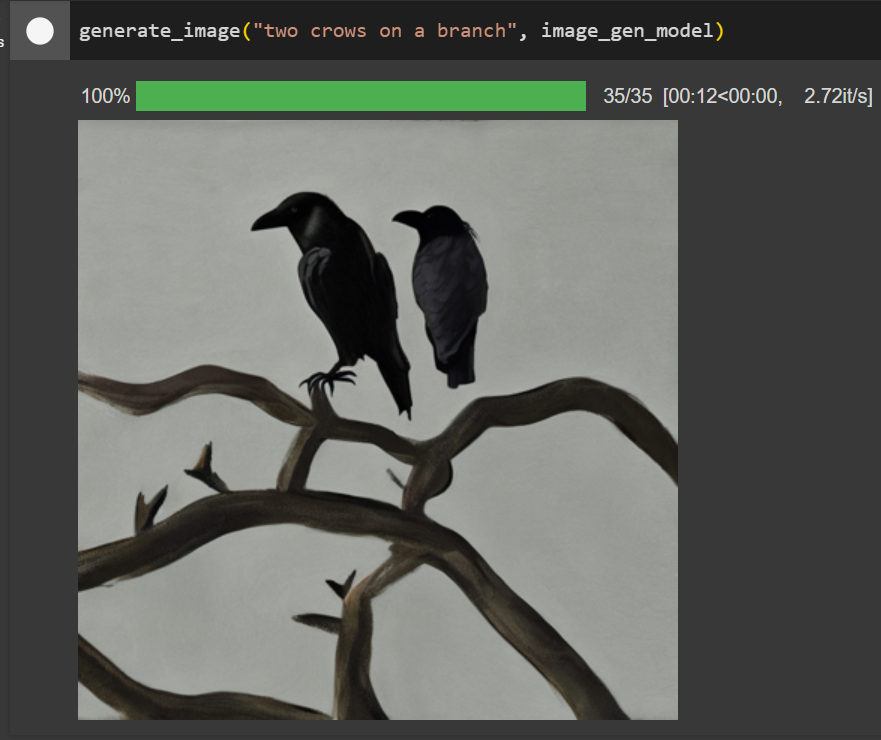 generate_image("two crows on a branch", image_gen_model)
100% 35/35 [00:12<00:00, 2.72it/s]